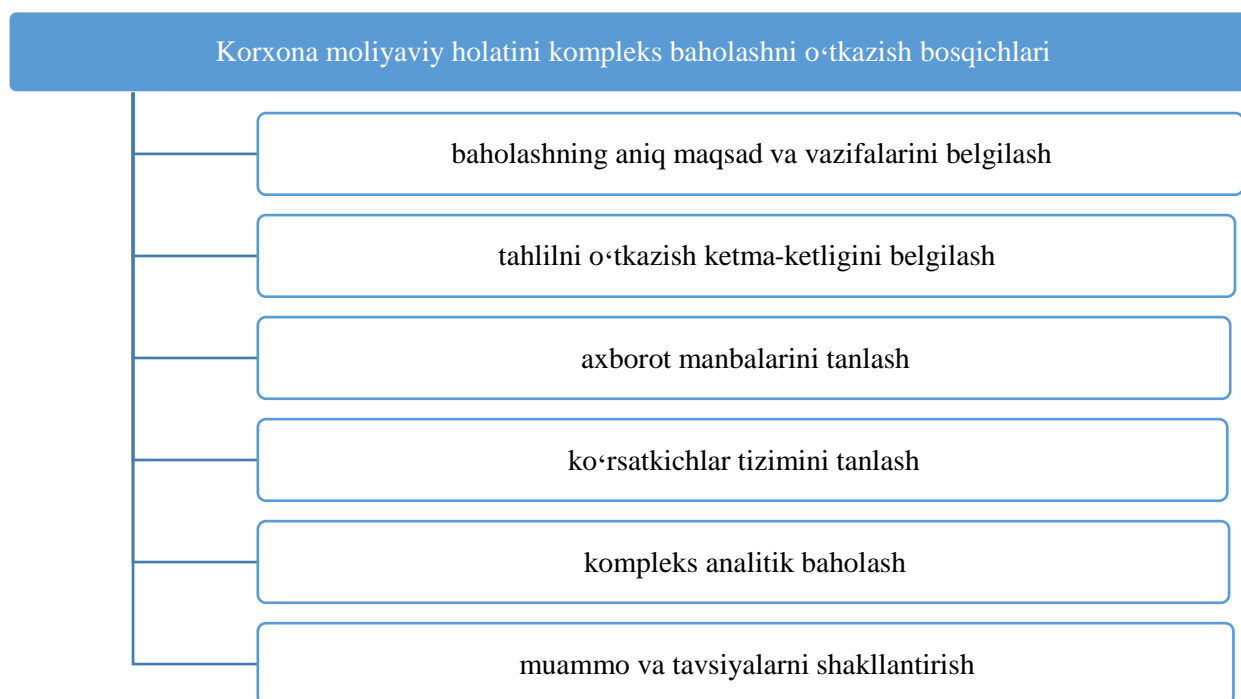 Korxona moliyaviy holatini kompleks baholashni o‘tkazish bosqichlari
baholashning aniq maqsad va vazifalarini belgilash
tahlilni o‘tkazish ketma-ketligini belgilash
axborot manbalarini tanlash
ko‘rsatkichlar tizimini tanlash
kompleks analitik baholash
muammo va tavsiyalarni shakllantirish